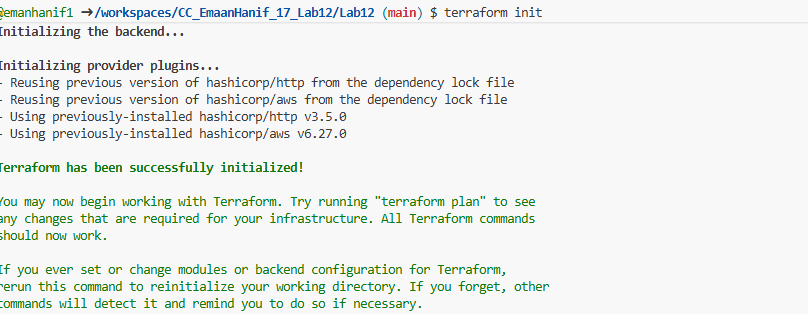 @emanhanif1 ➜/workspaces/CC_EmaanHanif_17_Lab12/Lab12 (main) $ terraform init
Initializing the backend...
Initializing provider plugins...
- Reusing previous version of hashicorp/http from the dependency lock file
- Reusing previous version of hashicorp/aws from the dependency lock file
- Using previously-installed hashicorp/http v3.5.0
- Using previously-installed hashicorp/aws v6.27.0
Terraform has been successfully initialized!
You may now begin working with Terraform. Try running "terraform plan" to see
any changes that are required for your infrastructure. All Terraform commands
should now work.
If you ever set or change modules or backend configuration for Terraform,
rerun this command to reinitialize your working directory. If you forget, other
commands will detect it and remind you to do so if necessary.